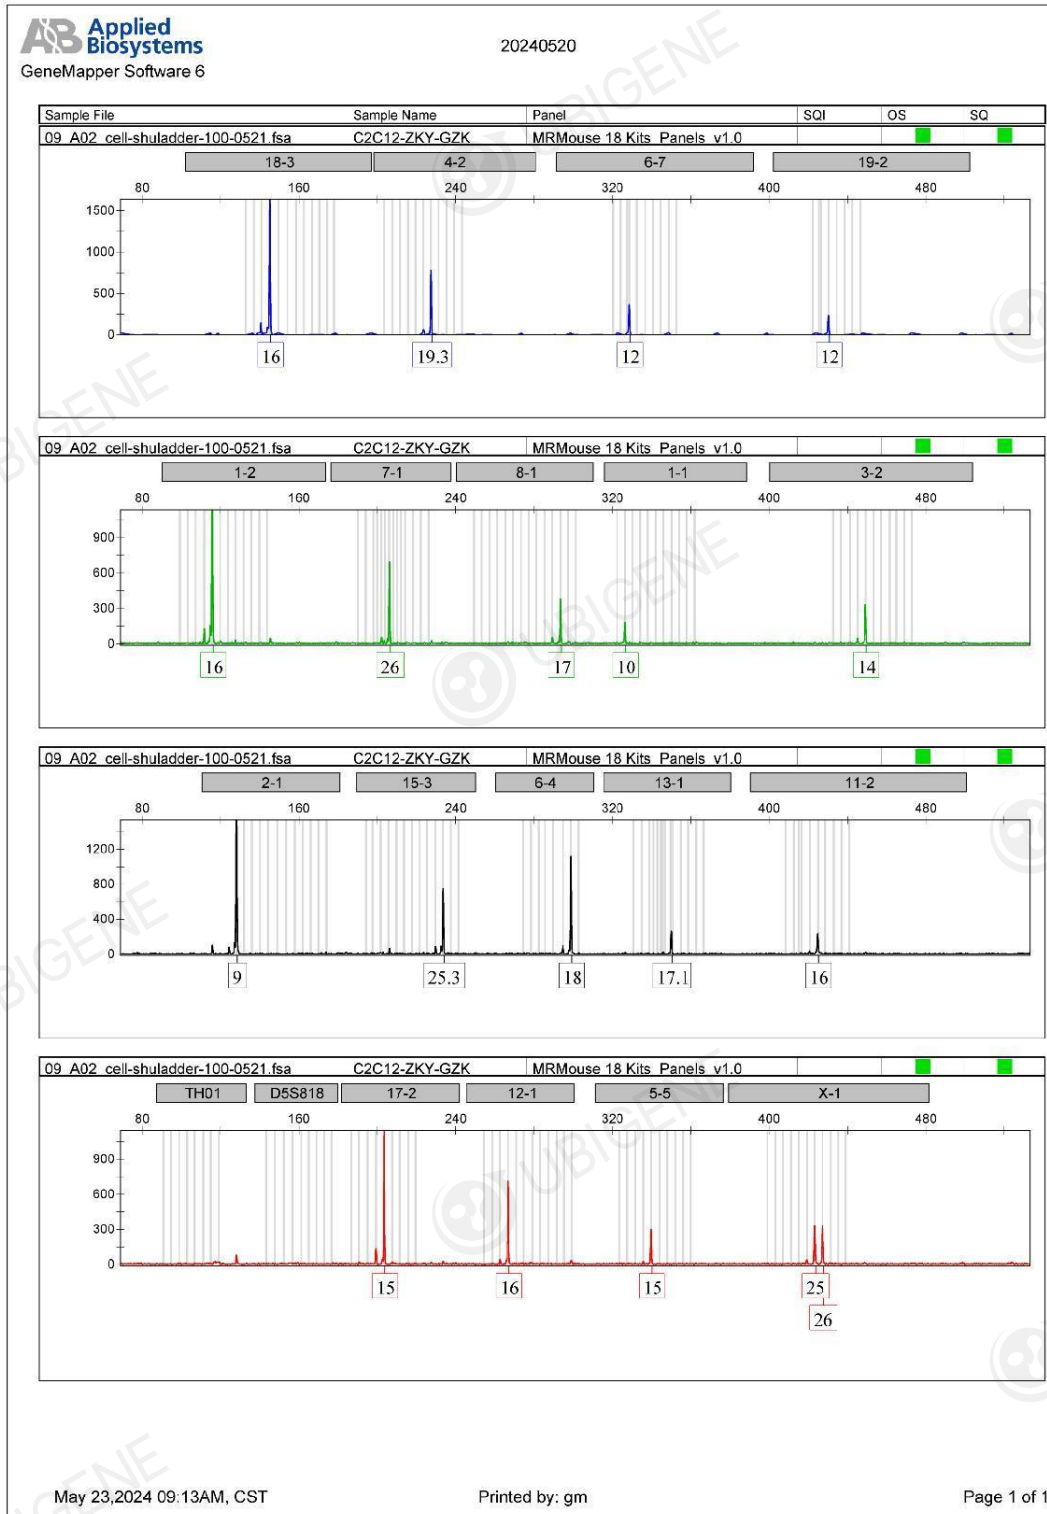 AB Applied Biosystems
GeneMapper Software 6
20240520
Sample File Sample Name Panel SQI OS SQ
09_A02_cell-shuladder-100-0521.fsa C2C12-ZKY-GZK MRMouse 18 Kits_Panels_v1.0
18-3 4-2 6-7 19-2
80 160 240 320 400 480
1500
1000
500
0
16 19.3 12 12
09_A02_cell-shuladder-100-0521.fsa C2C12-ZKY-GZK MRMouse 18 Kits_Panels_v1.0
1-2 7-1 8-1 1-1 3-2
80 160 240 320 400 480
900
600
300
0
16 26 17 10 14
09_A02_cell-shuladder-100-0521.fsa C2C12-ZKY-GZK MRMouse 18 Kits_Panels_v1.0
2-1 15-3 6-4 13-1 11-2
80 160 240 320 400 480
1200
800
400
0
9 25.3 18 17.1 16
09_A02_cell-shuladder-100-0521.fsa C2C12-ZKY-GZK MRMouse 18 Kits_Panels_v1.0
TH01 D5S818 17-2 12-1 5-5 X-1
80 160 240 320 400 480
900
600
300
0
15 16 15 25
26
May 23,2024 09:13AM, CST Printed by: gm Page 1 of 1
UBIGENE
UBIGENE
UBIGENE